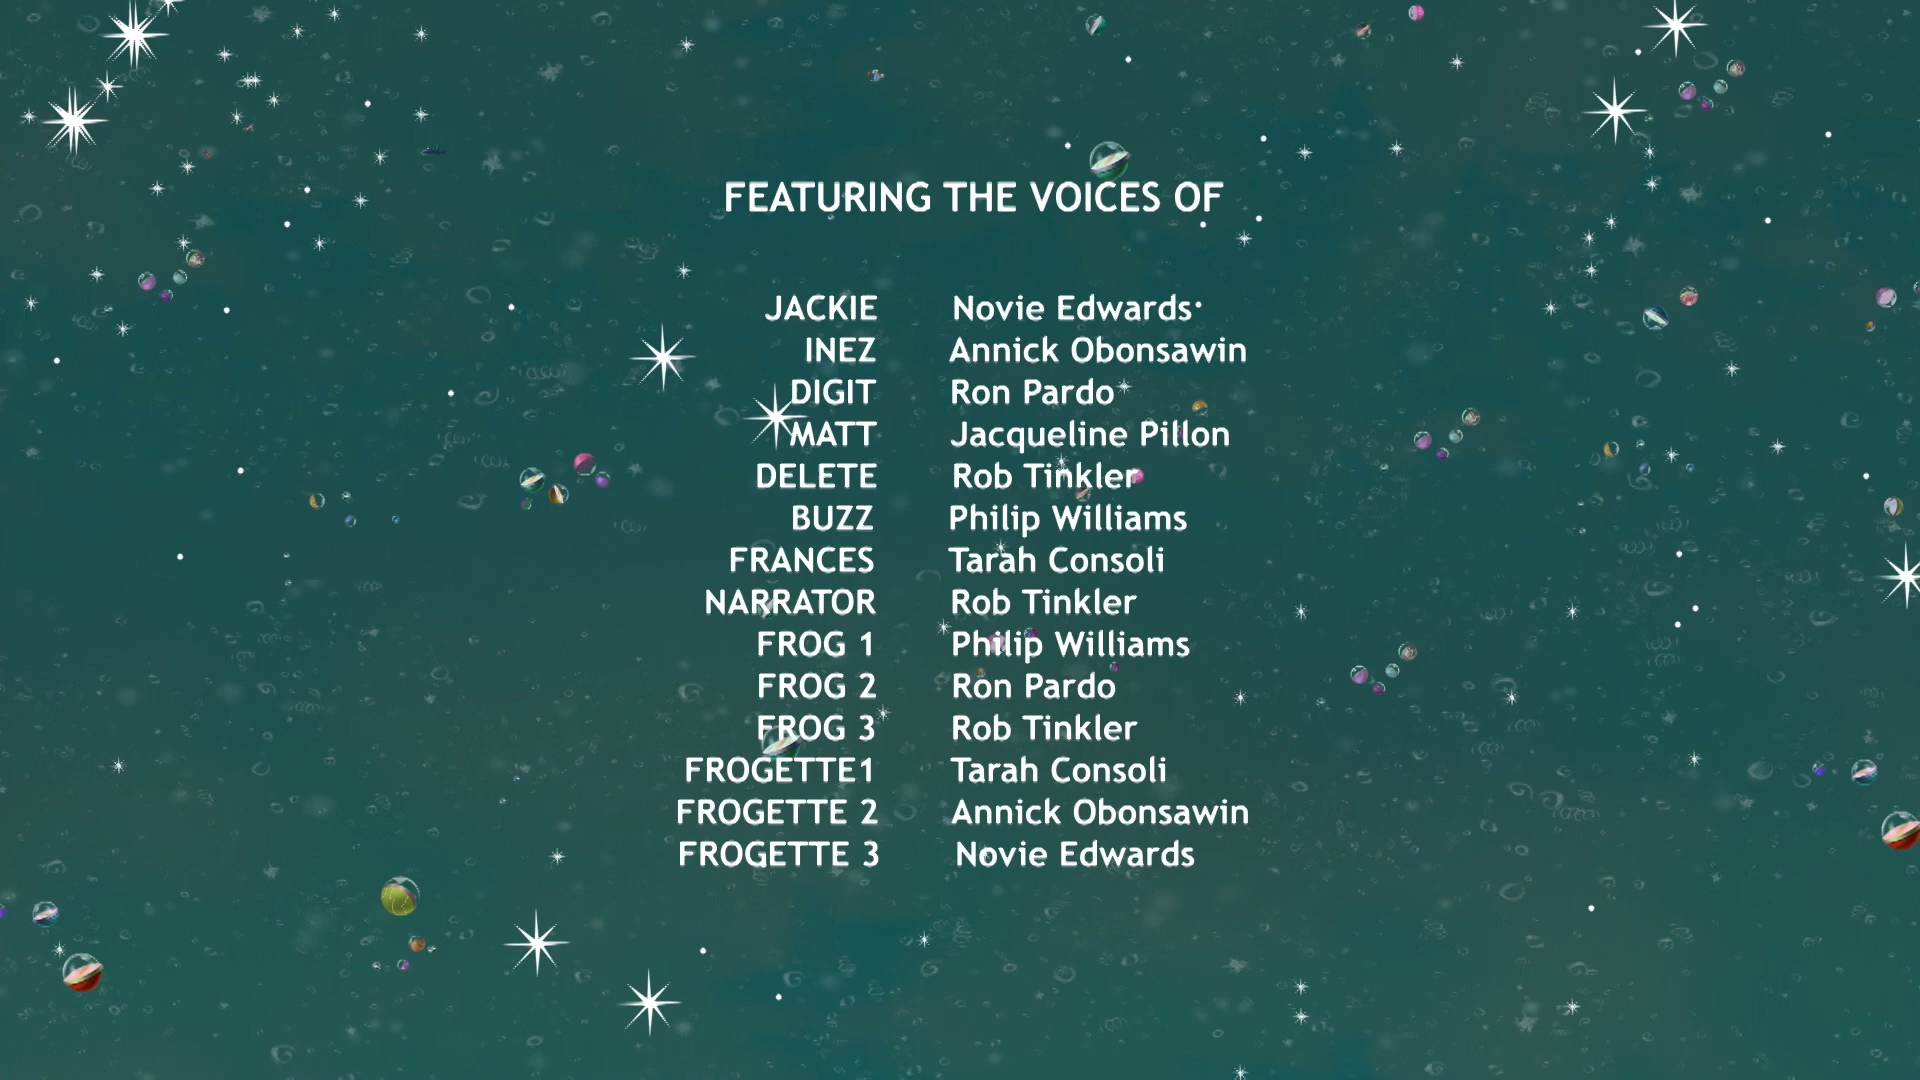 FEATURING THE VOICES OF
JACKIE Novie Edwards
INEZ Annick Obonsawin
DIGIT Ron Pardo
MATT Jacqueline Pillon
DELETE Rob Tinkler
BUZZ Philip Williams
FRANCES Tarah Consoli
NARRATOR Rob Tinkler
FROG 1 Philip Williams
FROG 2 Ron Pardo
FROG 3 Rob Tinkler
FROGETTE1 Tarah Consoli
FROGETTE 2 Annick Obonsawin
FROGETTE 3 Novie Edwards